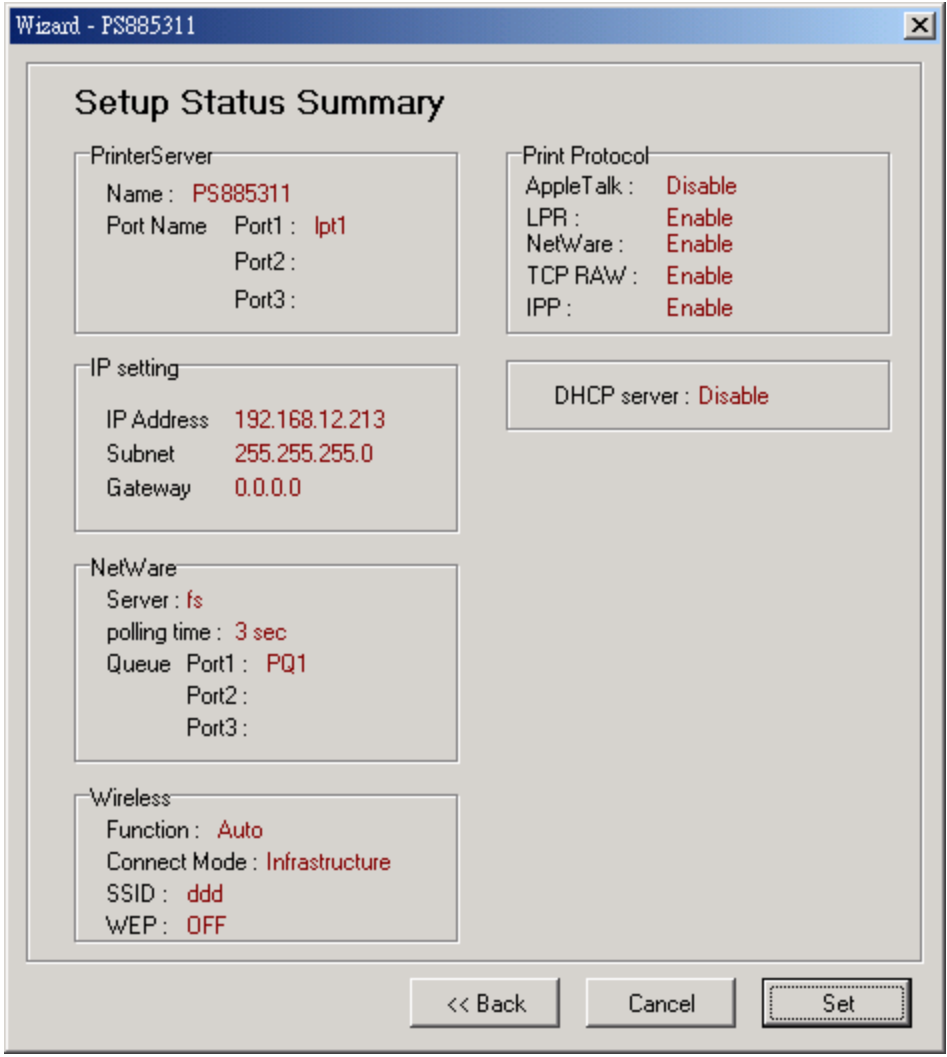 Wizard - PS885311
Setup Status Summary
PrinterServer
Name : PS885311
Port Name Port1 : lpt1
Port2 :
Port3 :
IP setting
IP Address 192.168.12.213
Subnet 255.255.255.0
Gateway 0.0.0.0
NetWare
Server : fs
polling time : 3 sec
Queue Port1 : PQ1
Port2 :
Port3 :
Wireless
Function : Auto
Connect Mode : Infrastructure
SSID : ddd
WEP : OFF
Print Protocol
AppleTalk : Disable
LPR : Enable
NetWare : Enable
TCP RAW : Enable
IPP : Enable
DHCP server : Disable
<< Back Cancel Set